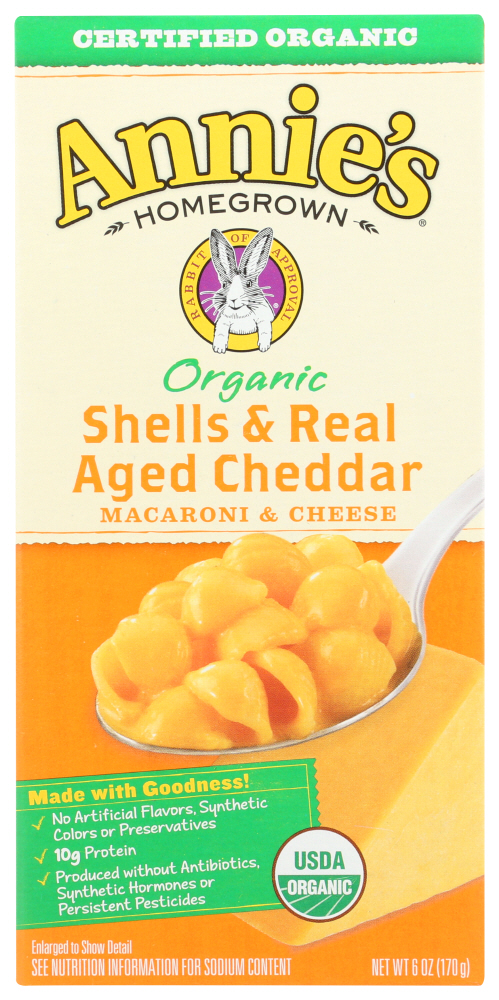 CERTIFIED ORGANIC
Annie's
HOMEGROWN ®
RABBIT OF APPROVAL
Organic
Shells & Real
Aged Cheddar
MACARONI & CHEESE
Made with Goodness!
✓ No Artificial Flavors, Synthetic
Colors or Preservatives
✓ 10g Protein
✓ Produced without Antibiotics,
Synthetic Hormones or
Persistent Pesticides
USDA
ORGANIC
Enlarged to Show Detail
SEE NUTRITION INFORMATION FOR SODIUM CONTENT
NET WT 6 OZ (170 g)